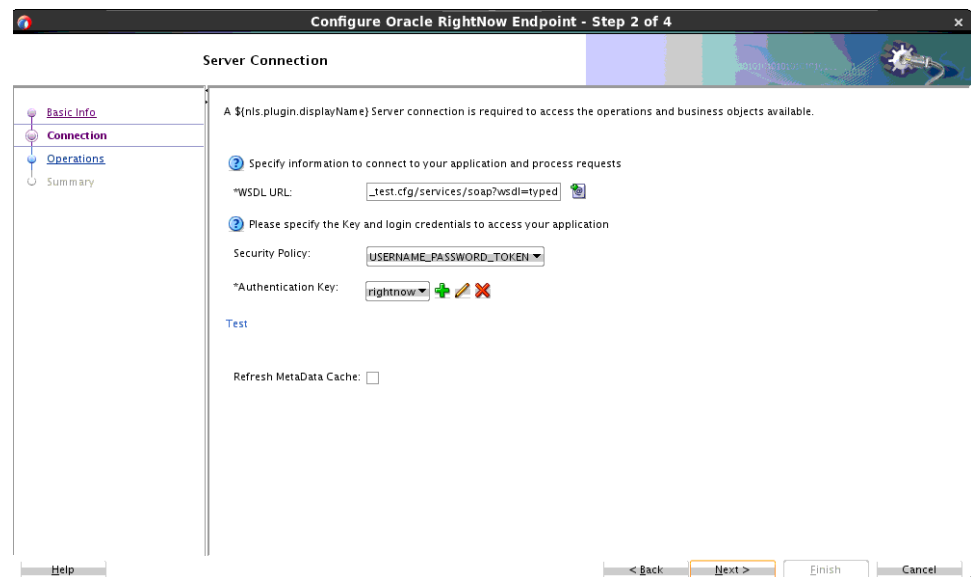 Configure Oracle RightNow Endpoint - Step 2 of 4
Server Connection
Basic Info
Connection
Operations
Summary
A ${nls.plugin.displayName} Server connection is required to access the operations and business objects available.
Specify information to connect to your application and process requests
*WSDL URL: _test.cfg/services/soap?wsdl=typed
Please specify the Key and login credentials to access your application
Security Policy: USERNAME_PASSWORD_TOKEN
*Authentication Key: rightnow
Test
Refresh MetaData Cache:
Help < Back Next > Finish Cancel